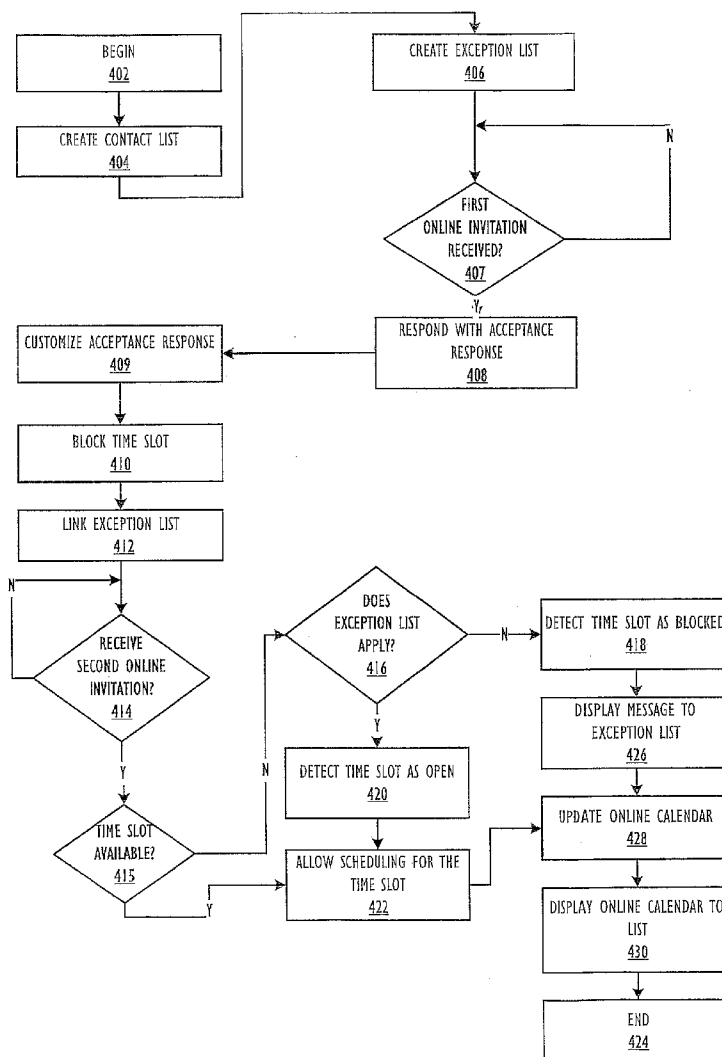 BEGIN
402
CREATE CONTACT LIST
404
CREATE EXCEPTION LIST
406
N
FIRST
ONLINE INVITATION
RECEIVED?
407
Y
RESPOND WITH ACCEPTANCE
RESPONSE
408
CUSTOMIZE ACCEPTANCE RESPONSE
409
BLOCK TIME SLOT
410
LINK EXCEPTION LIST
412
N
RECEIVE
SECOND ONLINE
INVITATION?
414
Y
TIME SLOT
AVAILABLE?
415
N
Y
DOES
EXCEPTION LIST
APPLY?
416
N
Y
DETECT TIME SLOT AS OPEN
420
ALLOW SCHEDULING FOR THE
TIME SLOT
422
DETECT TIME SLOT AS BLOCKED
418
DISPLAY MESSAGE TO
EXCEPTION LIST
426
UPDATE ONLINE CALENDAR
428
DISPLAY ONLINE CALENDAR TO
LIST
430
END
424